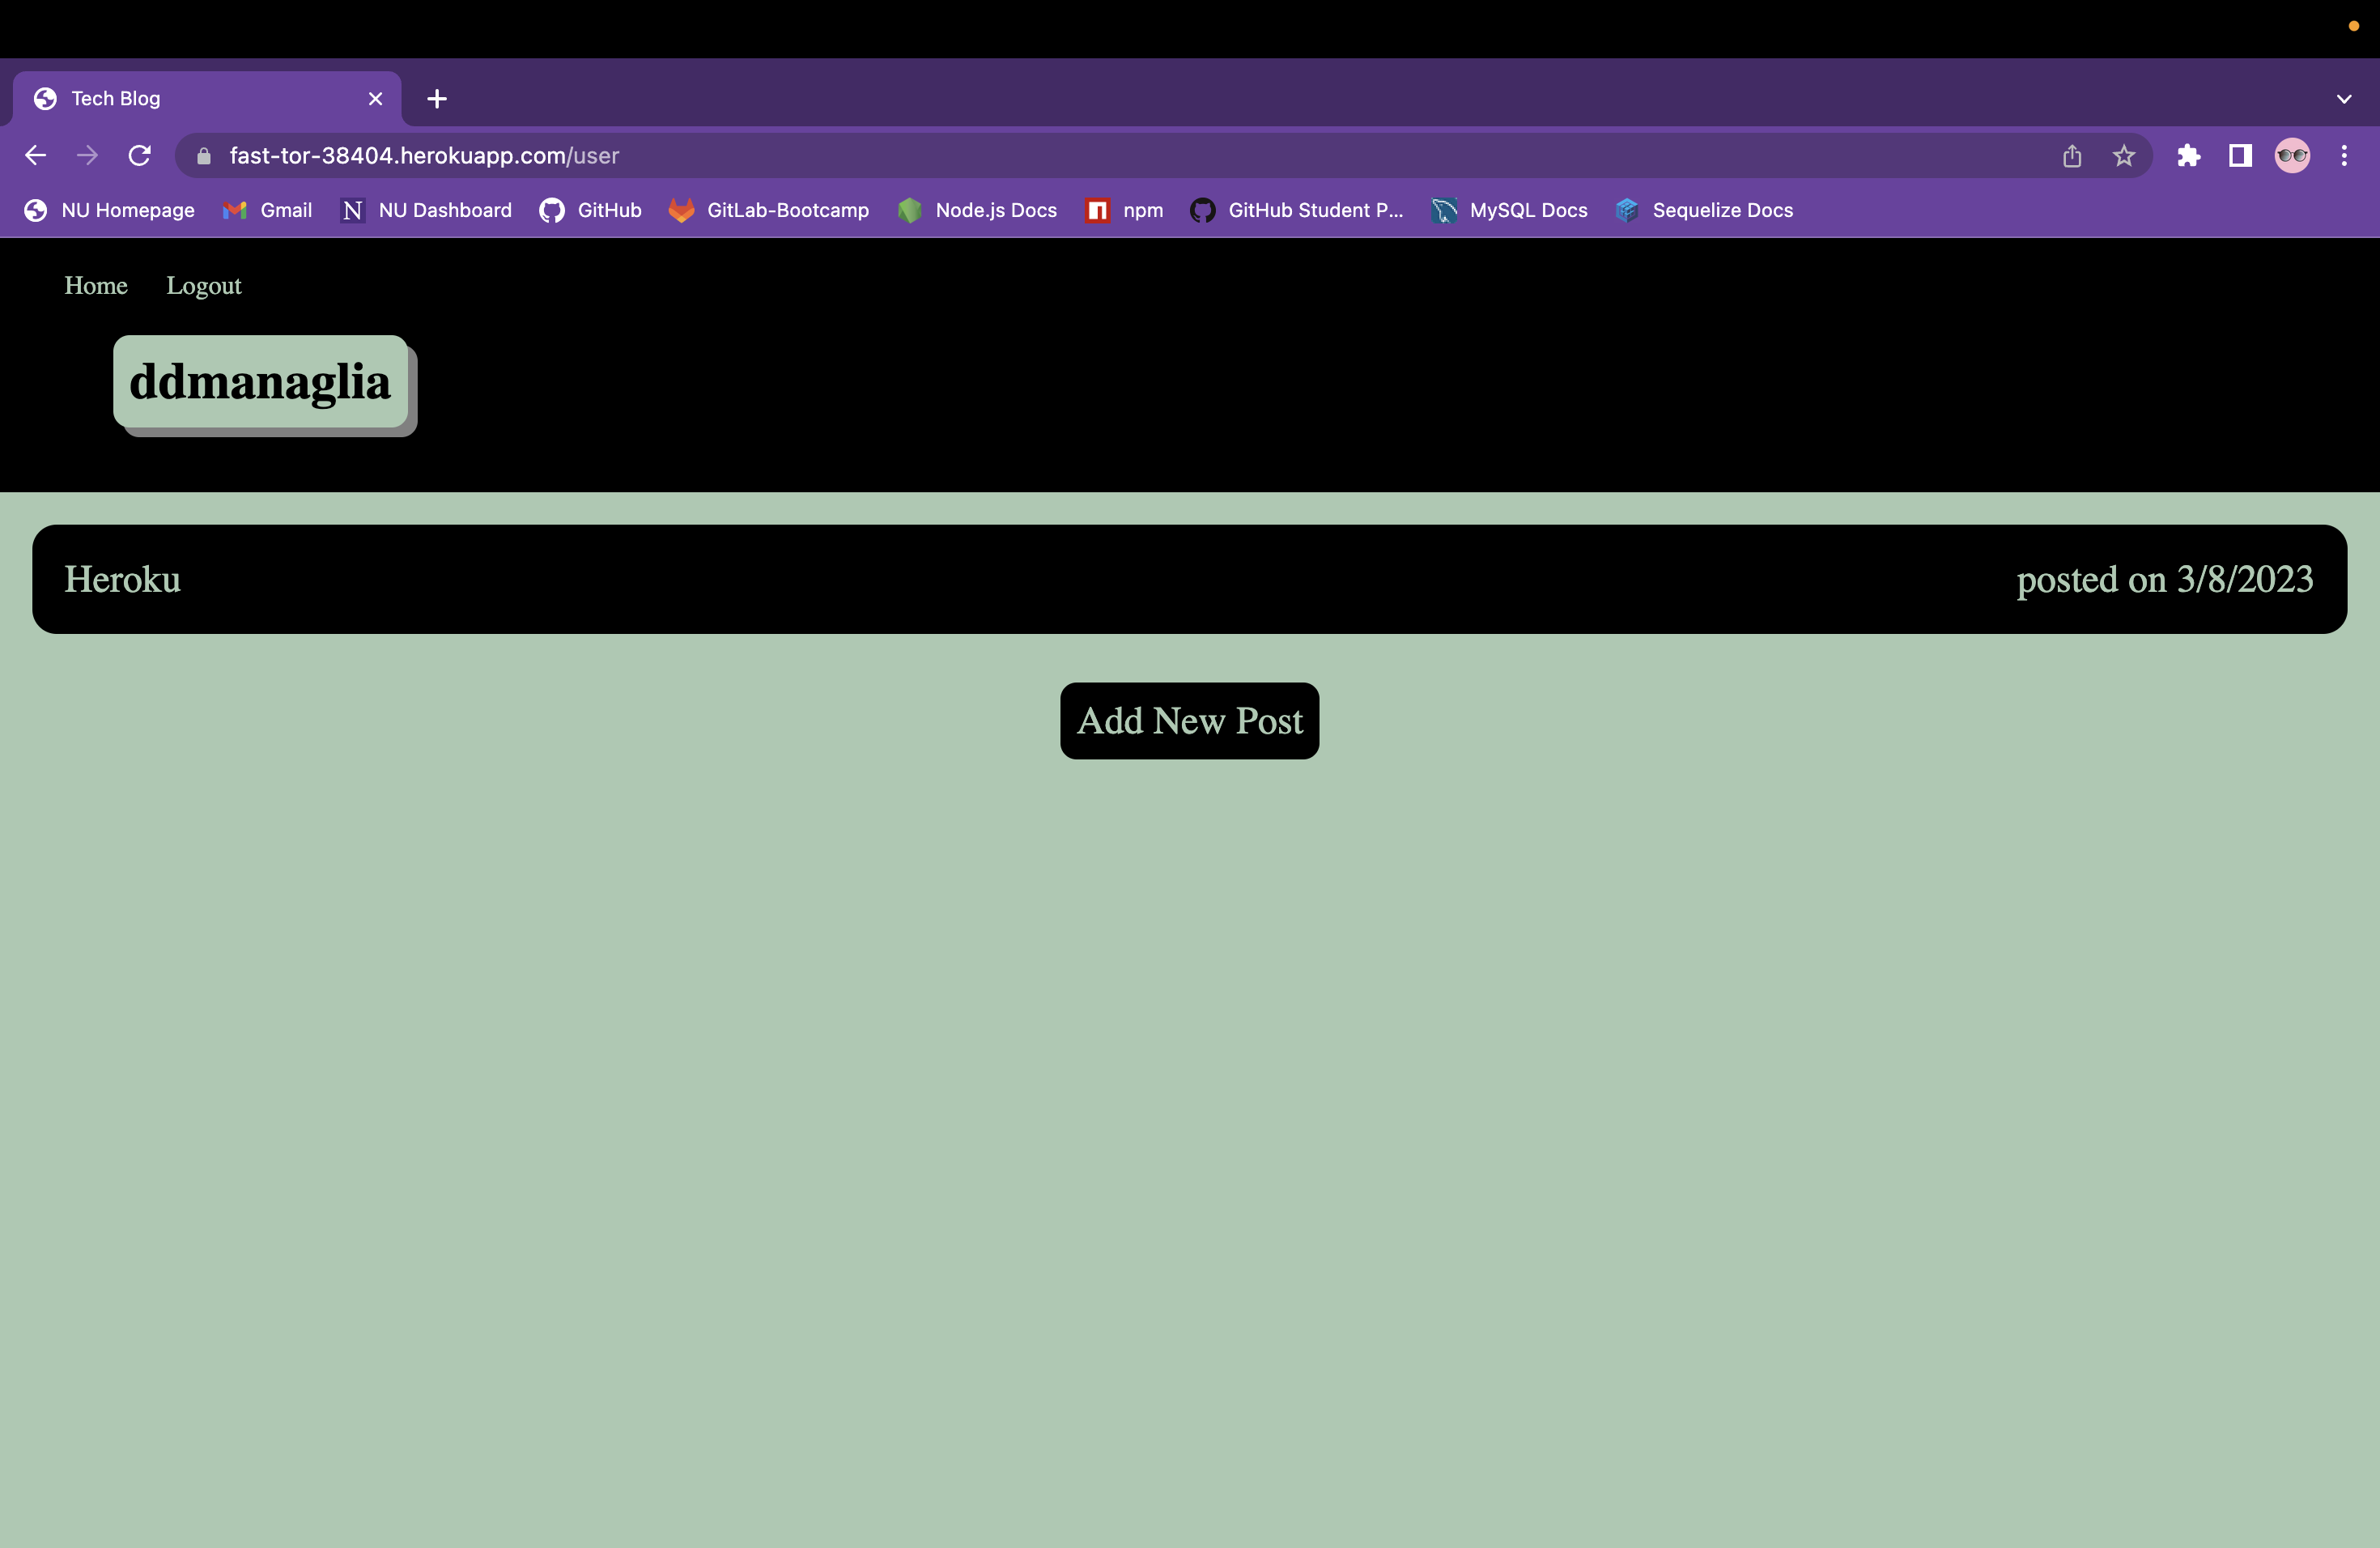 Tech Blog
fast-tor-38404.herokuapp.com/user
NU Homepage Gmail N NU Dashboard GitHub GitLab-Bootcamp Node.js Docs npm GitHub Student P... MySQL Docs Sequelize Docs
Home Logout
ddmanaglia
Heroku posted on 3/8/2023
Add New Post